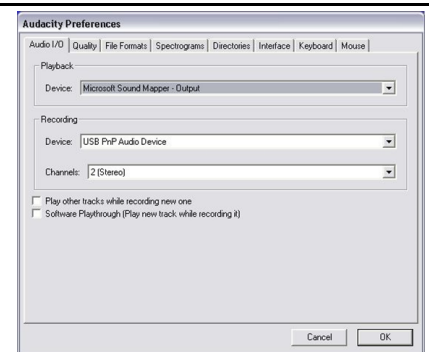 Audacity Preferences
Audio I/O Quality File Formats Spectrograms Directories Interface Keyboard Mouse
Playback
Device: Microsoft Sound Mapper - Output
Recording
Device: USB PnP Audio Device
Channels: 2 (Stereo)
Play other tracks while recording new one
Software Playthrough (Play new track while recording it)
Cancel OK